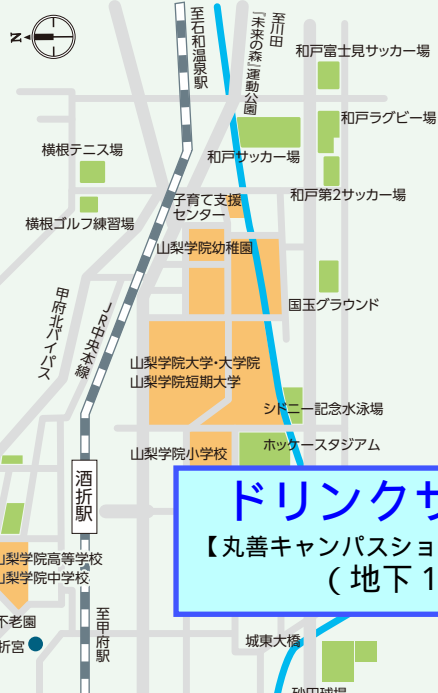 N
至石和温泉駅
至川田
『未来の森』運動公園
和戸富士見サッカー場
和戸ラグビー場
横根テニス場
和戸サッカー場
和戸第2サッカー場
子育て支援
センター
横根ゴルフ練習場
山梨学院幼稚園
甲府北バイパス
JR中央本線
国玉グラウンド
山梨学院大学・大学院
山梨学院短期大学
シドニー記念水泳場
ホッケースタジアム
山梨学院小学校
酒折駅
ドリンクサ
【丸善キャンパスショ
(地下1
山梨学院高等学校
山梨学院中学校
不老園
折宮
至甲府駅
城東大橋
砂田球場